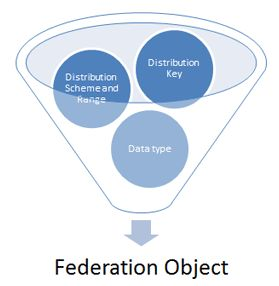 Distribution
Scheme and
Range
Distribution
Key
Data type
Federation Object